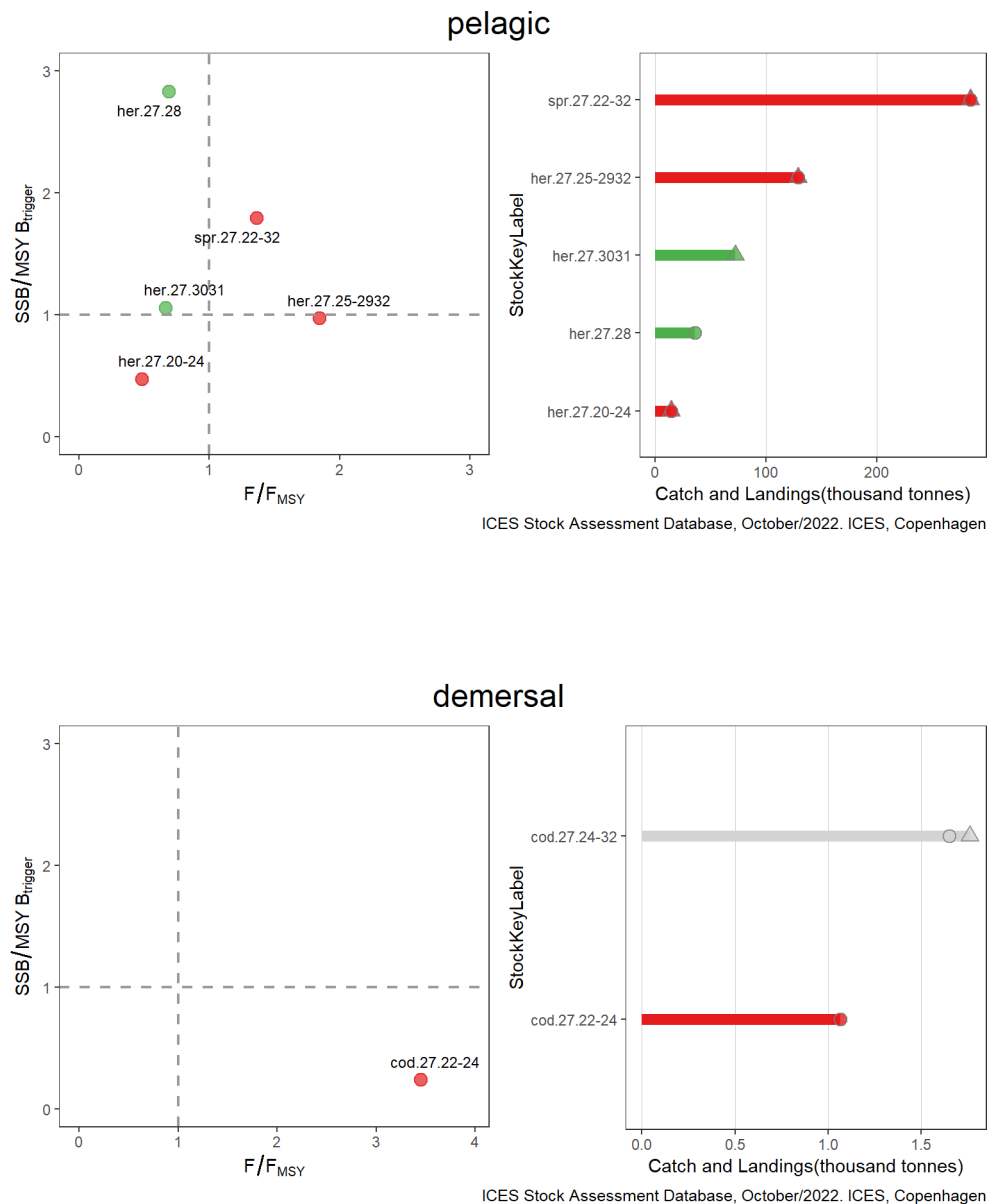 pelagic
3
2
1
0
SSB/MSY Btrigger
her.27.28
spr.27.22-32
her.27.3031
her.27.25-2932
her.27.20-24
0 1 2 3
F/FMSY
StockKeyLabel
spr.27.22-32
her.27.25-2932
her.27.3031
her.27.28
her.27.20-24
0 100 200
Catch and Landings(thousand tonnes)
ICES Stock Assessment Database, October/2022. ICES, Copenhagen
demersal
3
2
1
0
SSB/MSY Btrigger
cod.27.22-24
0 1 2 3 4
F/FMSY
StockKeyLabel
cod.27.24-32
cod.27.22-24
0.0 0.5 1.0 1.5
Catch and Landings(thousand tonnes)
ICES Stock Assessment Database, October/2022. ICES, Copenhagen